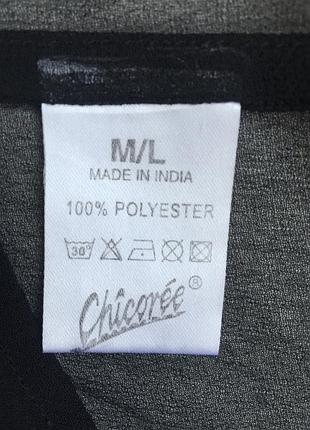 M/L
MADE IN INDIA
100% POLYESTER
30°
Chicorée®